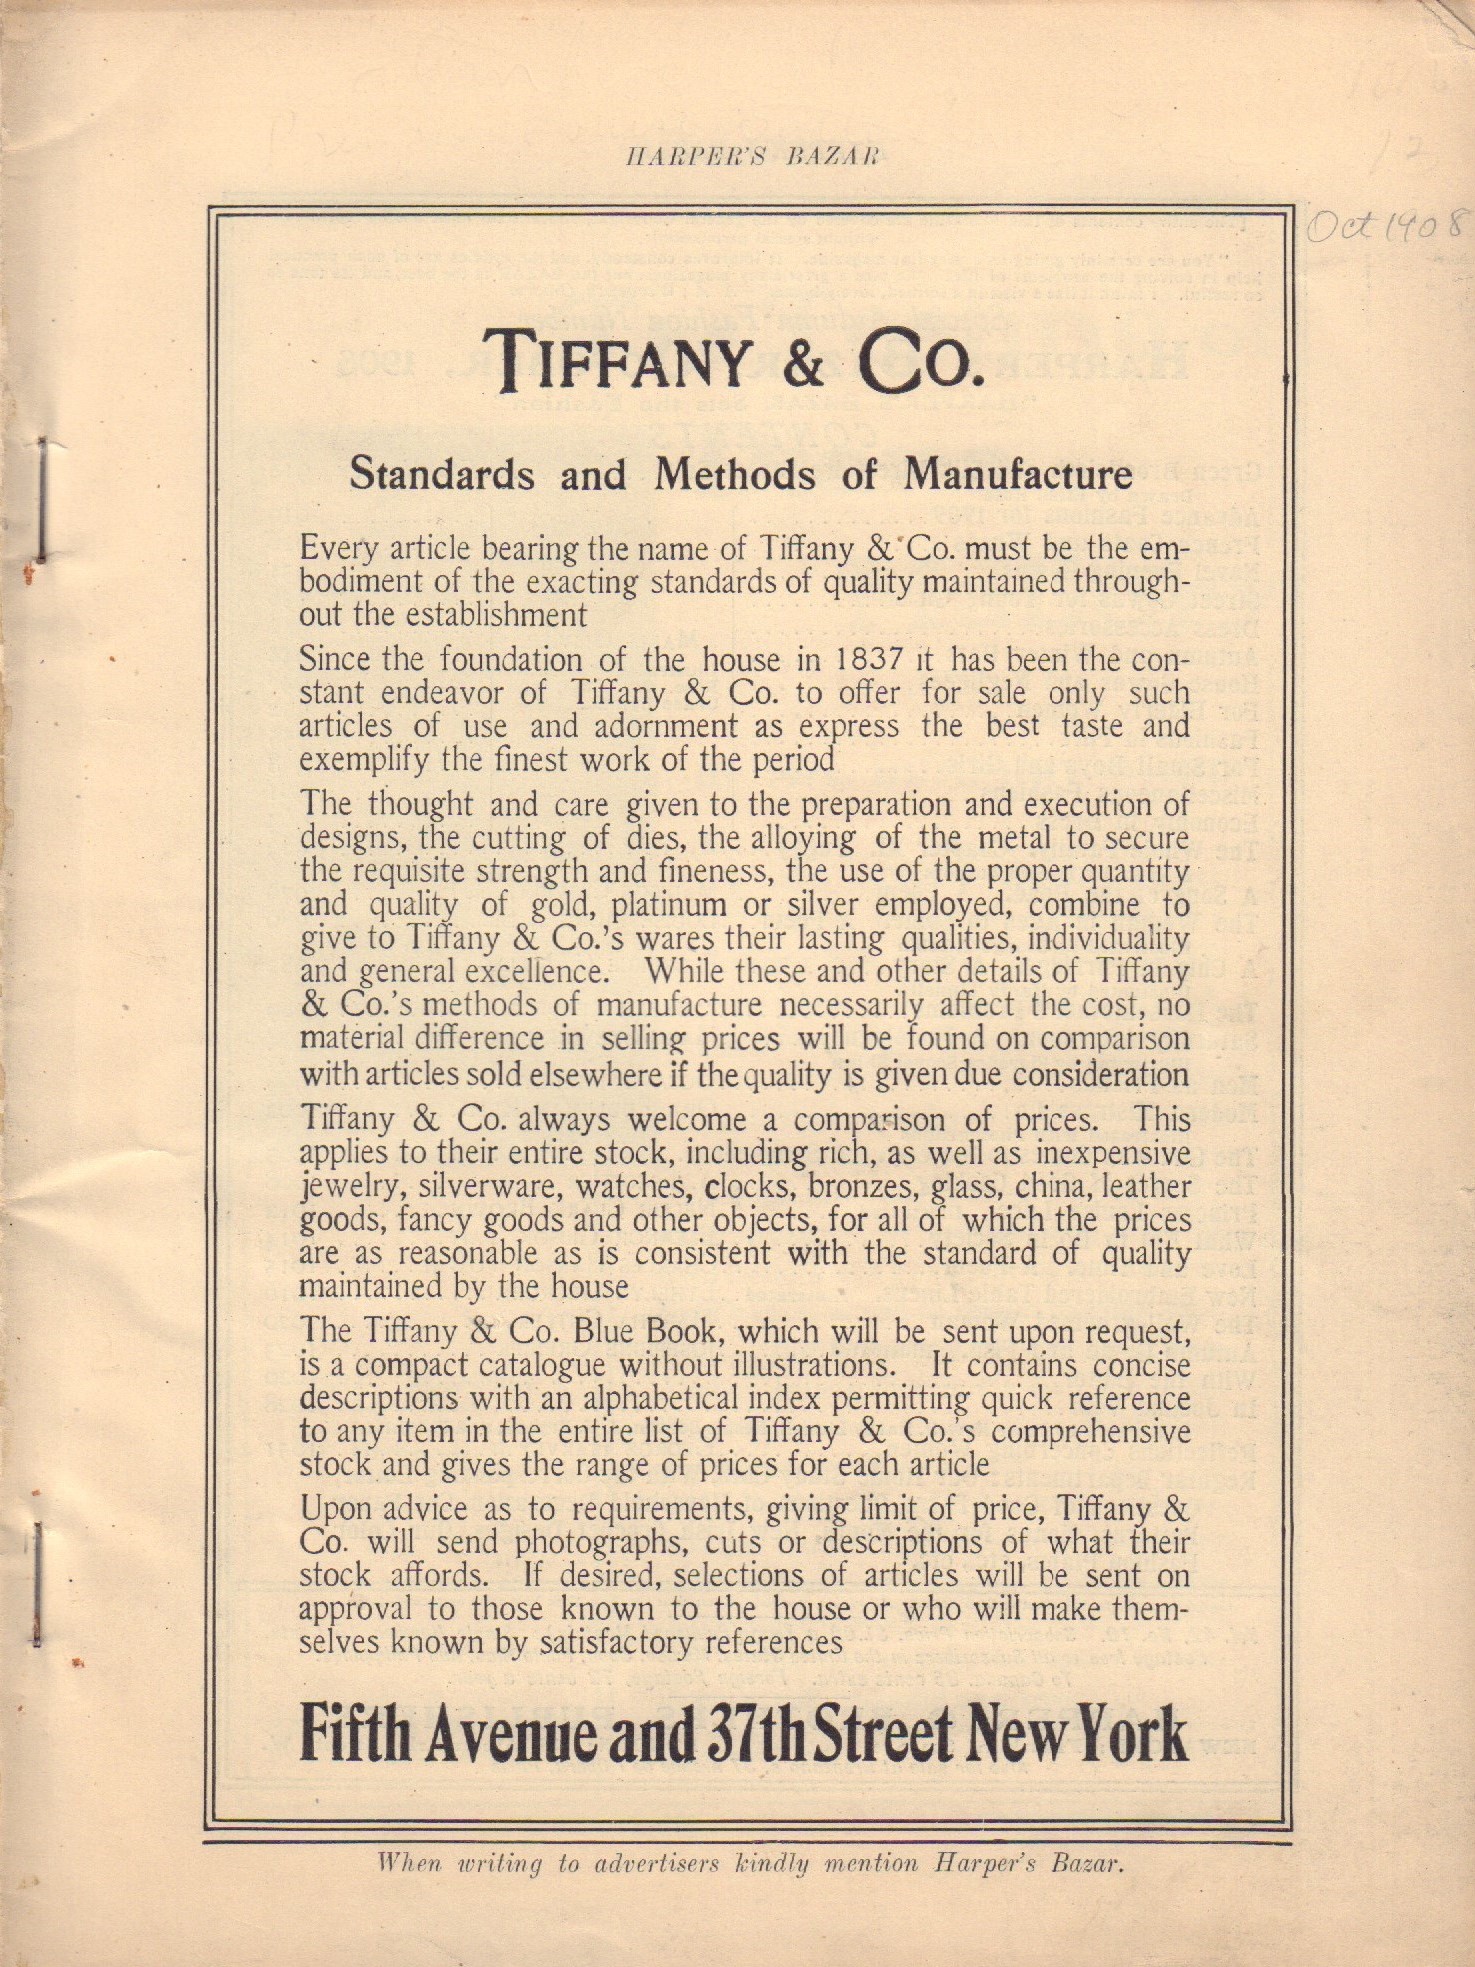 HARPER'S BAZAR
Oct 1908
TIFFANY & CO.
Standards and Methods of Manufacture
Every article bearing the name of Tiffany & Co. must be the em-
bodiment of the exacting standards of quality maintained through-
out the establishment
Since the foundation of the house in 1837 it has been the con-
stant endeavor of Tiffany & Co. to offer for sale only such
articles of use and adornment as express the best taste and
exemplify the finest work of the period
The thought and care given to the preparation and execution of
designs, the cutting of dies, the alloying of the metal to secure
the requisite strength and fineness, the use of the proper quantity
and quality of gold, platinum or silver employed, combine to
give to Tiffany & Co.'s wares their lasting qualities, individuality
and general excellence. While these and other details of Tiffany
& Co.'s methods of manufacture necessarily affect the cost, no
material difference in selling prices will be found on comparison
with articles sold elsewhere if the quality is given due consideration
Tiffany & Co. always welcome a comparison of prices. This
applies to their entire stock, including rich, as well as inexpensive
jewelry, silverware, watches, clocks, bronzes, glass, china, leather
goods, fancy goods and other objects, for all of which the prices
are as reasonable as is consistent with the standard of quality
maintained by the house
The Tiffany & Co. Blue Book, which will be sent upon request,
is a compact catalogue without illustrations. It contains concise
descriptions with an alphabetical index permitting quick reference
to any item in the entire list of Tiffany & Co.'s comprehensive
stock and gives the range of prices for each article
Upon advice as to requirements, giving limit of price, Tiffany &
Co. will send photographs, cuts or descriptions of what their
stock affords. If desired, selections of articles will be sent on
approval to those known to the house or who will make them-
selves known by satisfactory references
Fifth Avenue and 37th Street New York
When writing to advertisers kindly mention Harper's Bazar.